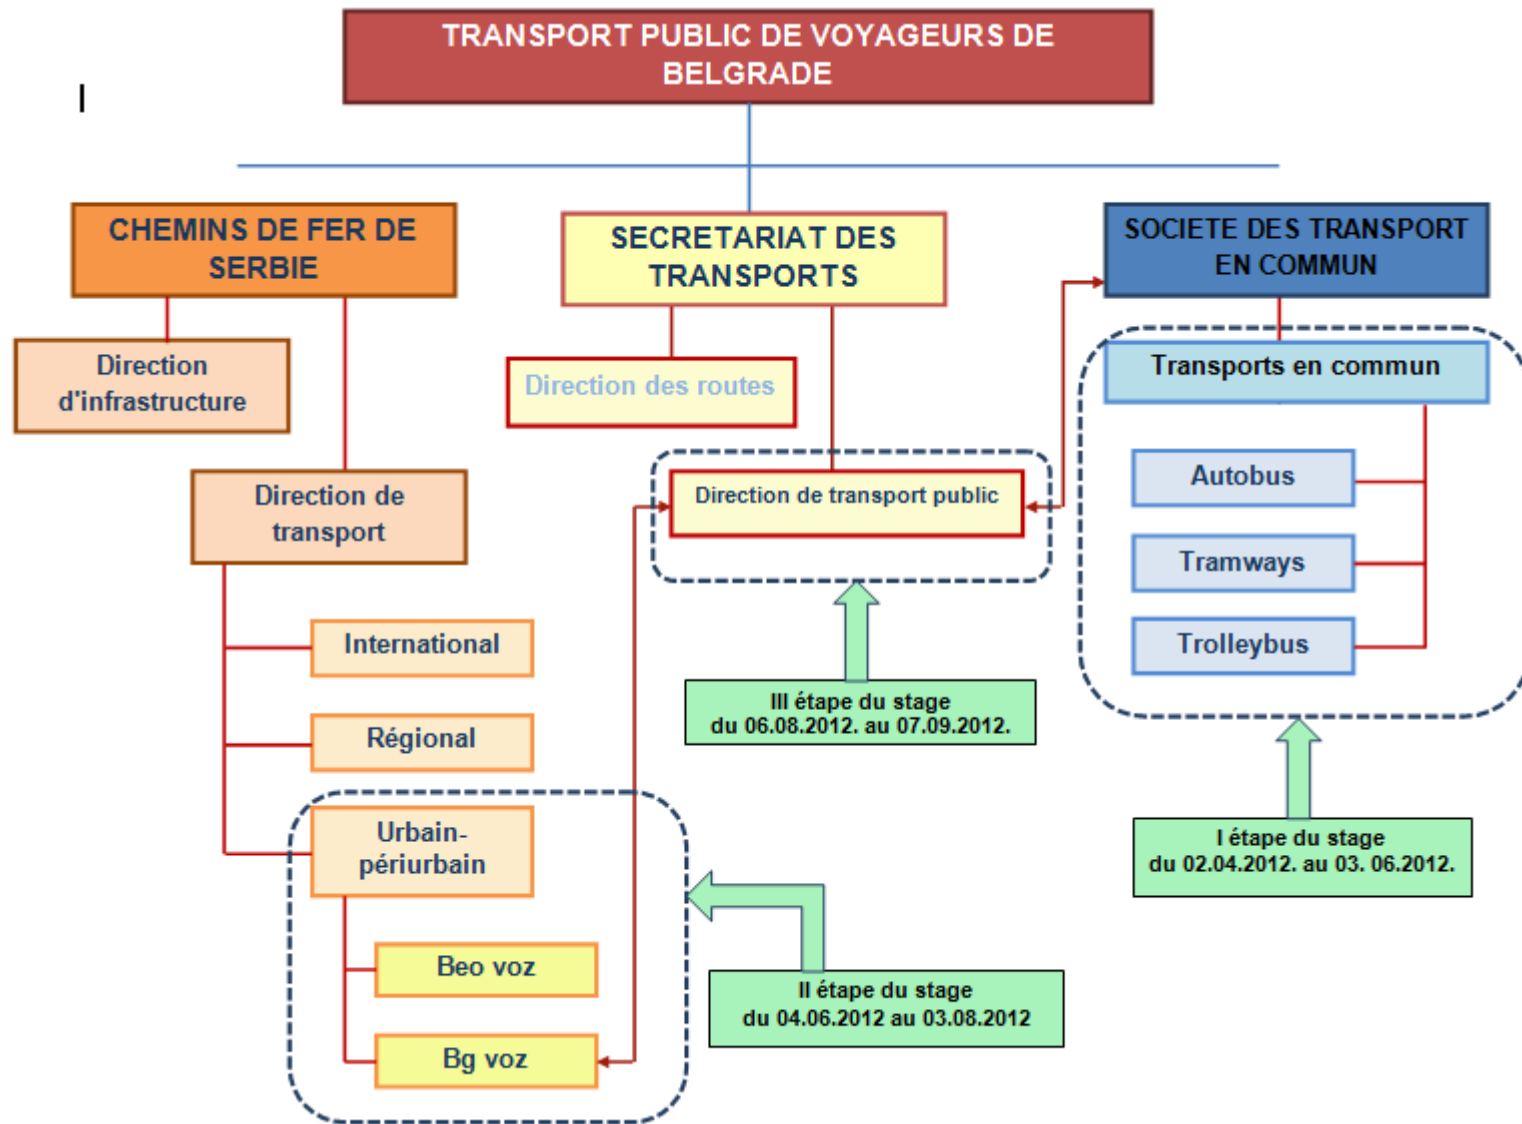 TRANSPORT PUBLIC DE VOYAGEURS DE
BELGRADE
CHEMINS DE FER DE
SERBIE
SECRETARIAT DES
TRANSPORTS
SOCIETE DES TRANSPORT
EN COMMUN
Direction
d'infrastructure
Direction des routes
Transports en commun
Direction de
transport
Direction de transport public
Autobus
Tramways
Trolleybus
International
Régional
Urbain-
périurbain
Beo voz
Bg voz
III étape du stage
du 06.08.2012. au 07.09.2012.
I étape du stage
du 02.04.2012. au 03. 06.2012.
II étape du stage
du 04.06.2012 au 03.08.2012